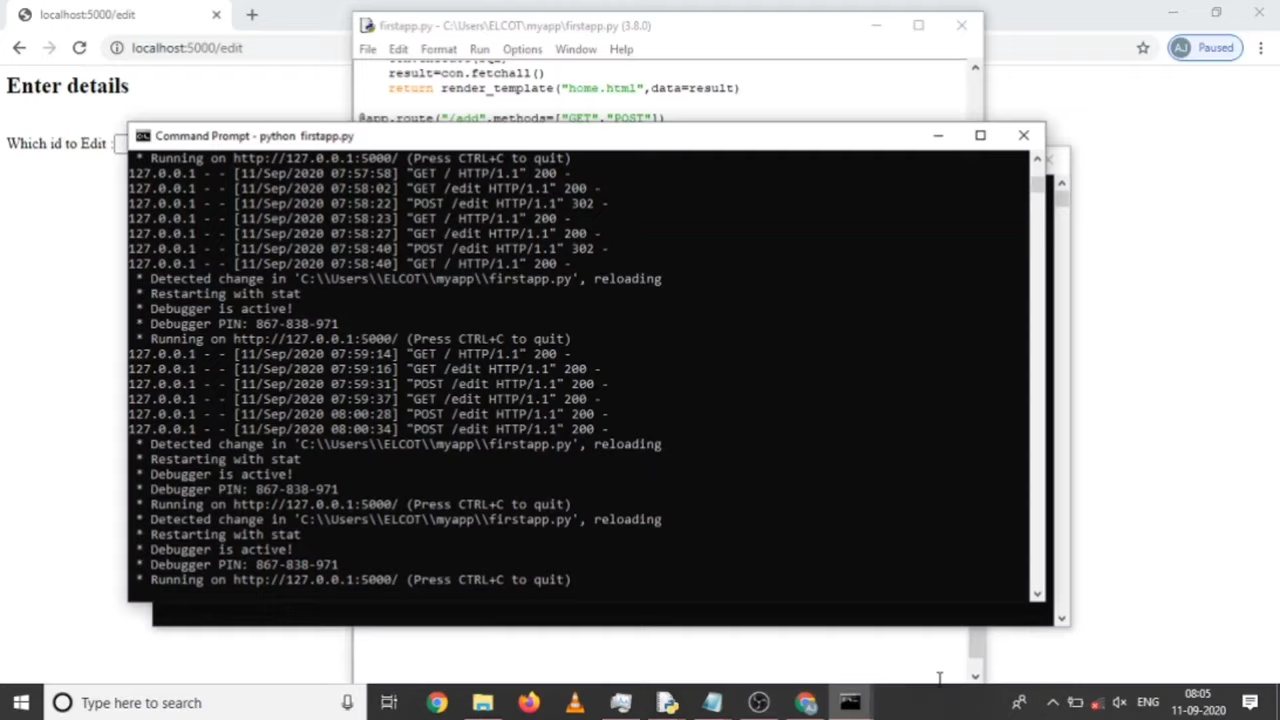 localhost:5000/edit
localhost:5000/edit
AJ
Paused
Enter details
Which id to Edit :
firstapp.py - C:\Users\ELCOT\myapp\firstapp.py (3.8.0)
File Edit Format Run Options Window Help
result=con.fetchall()
return render_template("home.html",data=result)
@app.route("/add",methods=["GET","POST"])
Command Prompt - python firstapp.py
* Running on http://127.0.0.1:5000/ (Press CTRL+C to quit)
127.0.0.1 - - [11/Sep/2020 07:57:58] "GET / HTTP/1.1" 200 -
127.0.0.1 - - [11/Sep/2020 07:58:02] "GET /edit HTTP/1.1" 200 -
127.0.0.1 - - [11/Sep/2020 07:58:22] "POST /edit HTTP/1.1" 302 -
127.0.0.1 - - [11/Sep/2020 07:58:23] "GET / HTTP/1.1" 200 -
127.0.0.1 - - [11/Sep/2020 07:58:27] "GET /edit HTTP/1.1" 200 -
127.0.0.1 - - [11/Sep/2020 07:58:40] "POST /edit HTTP/1.1" 302 -
127.0.0.1 - - [11/Sep/2020 07:58:40] "GET / HTTP/1.1" 200 -
* Detected change in 'C:\\Users\\ELCOT\\myapp\\firstapp.py', reloading
* Restarting with stat
* Debugger is active!
* Debugger PIN: 867-838-971
* Running on http://127.0.0.1:5000/ (Press CTRL+C to quit)
127.0.0.1 - - [11/Sep/2020 07:59:14] "GET / HTTP/1.1" 200 -
127.0.0.1 - - [11/Sep/2020 07:59:16] "GET /edit HTTP/1.1" 200 -
127.0.0.1 - - [11/Sep/2020 07:59:31] "POST /edit HTTP/1.1" 200 -
127.0.0.1 - - [11/Sep/2020 07:59:37] "GET /edit HTTP/1.1" 200 -
127.0.0.1 - - [11/Sep/2020 08:00:28] "POST /edit HTTP/1.1" 200 -
127.0.0.1 - - [11/Sep/2020 08:00:34] "POST /edit HTTP/1.1" 200 -
* Detected change in 'C:\\Users\\ELCOT\\myapp\\firstapp.py', reloading
* Restarting with stat
* Debugger is active!
* Debugger PIN: 867-838-971
* Running on http://127.0.0.1:5000/ (Press CTRL+C to quit)
* Detected change in 'C:\\Users\\ELCOT\\myapp\\firstapp.py', reloading
* Restarting with stat
* Debugger is active!
* Debugger PIN: 867-838-971
* Running on http://127.0.0.1:5000/ (Press CTRL+C to quit)
Type here to search
ENG
08:05
11-09-2020